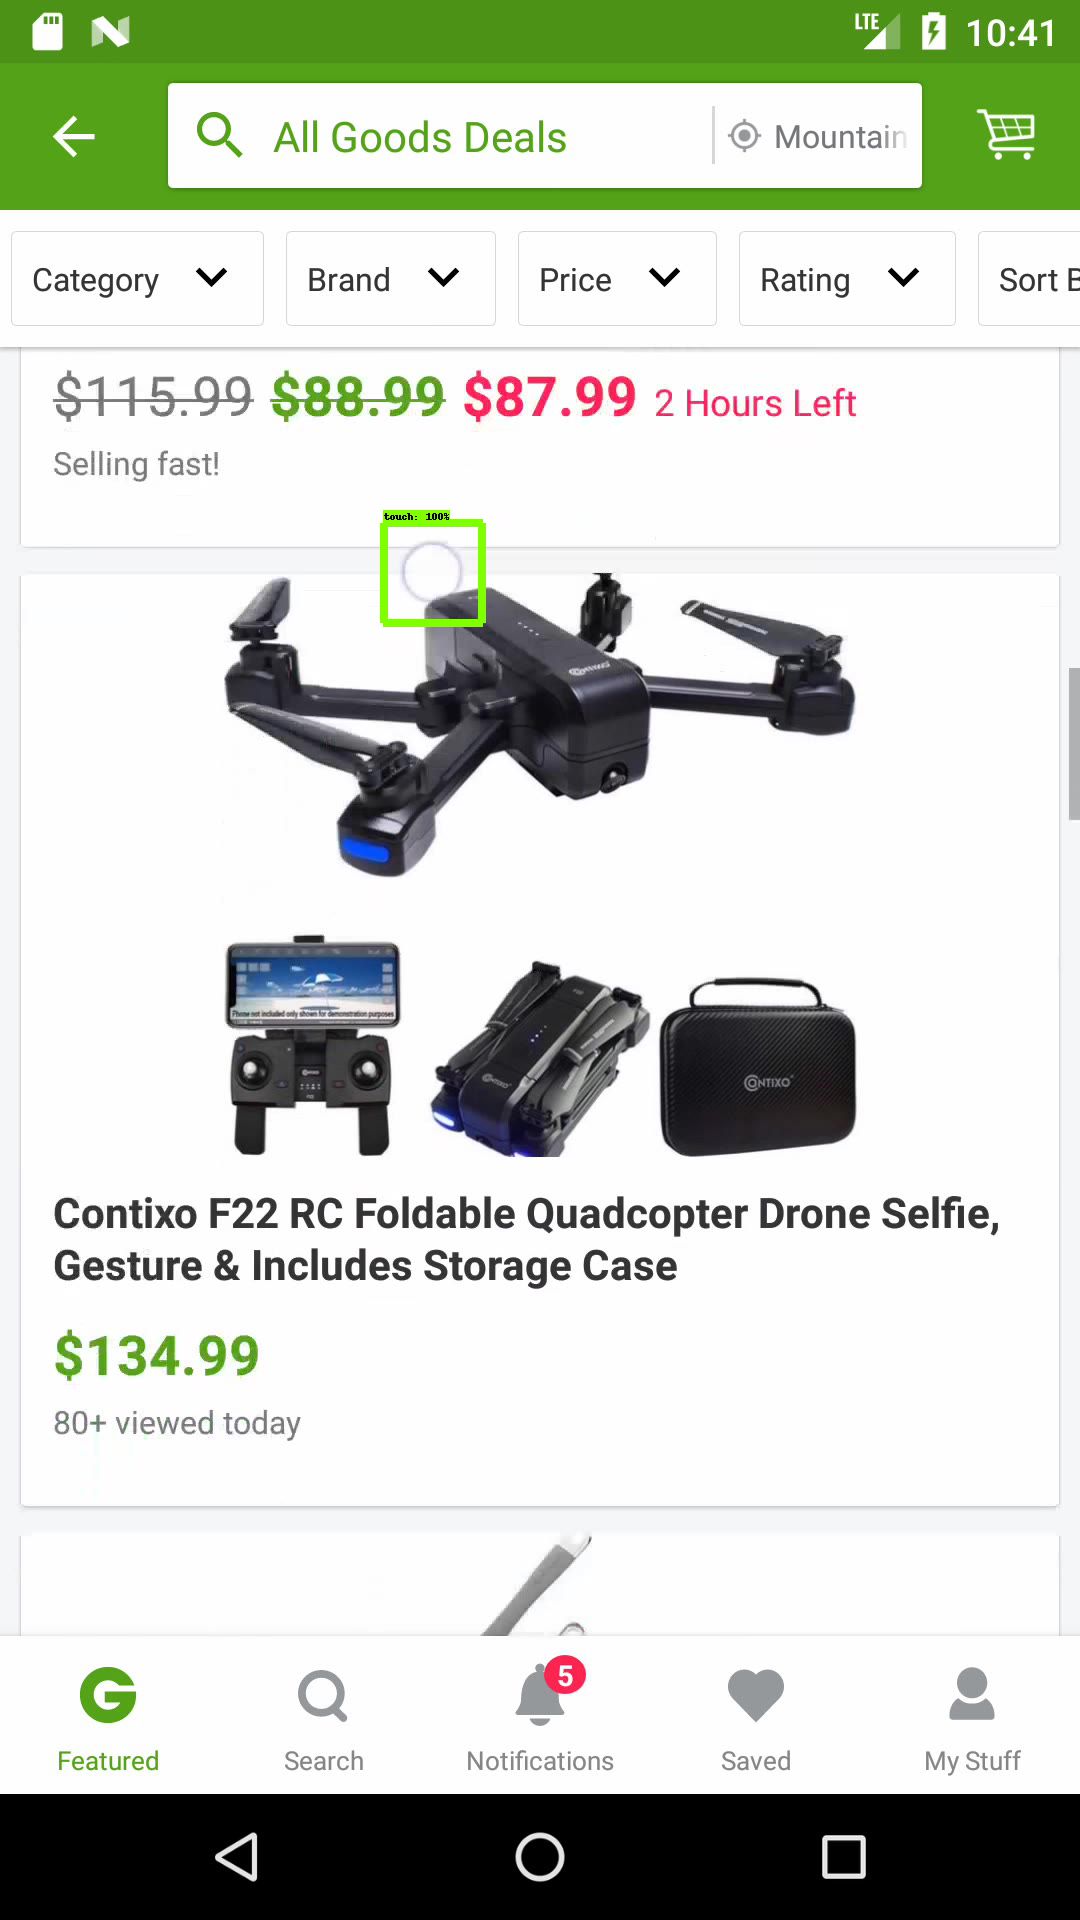 LTE 10:41
All Goods Deals Mountain
Category Brand Price Rating Sort B
$115.99 $88.99 $87.99 2 Hours Left
Selling fast!
touch: 100%
CONTIXO
Phone not included only shown for demonstration purposes
CONTIXO
F22
CONTIXO
CONTIXO
Contixo F22 RC Foldable Quadcopter Drone Selfie,
Gesture & Includes Storage Case
$134.99
80+ viewed today
5
Featured Search Notifications Saved My Stuff